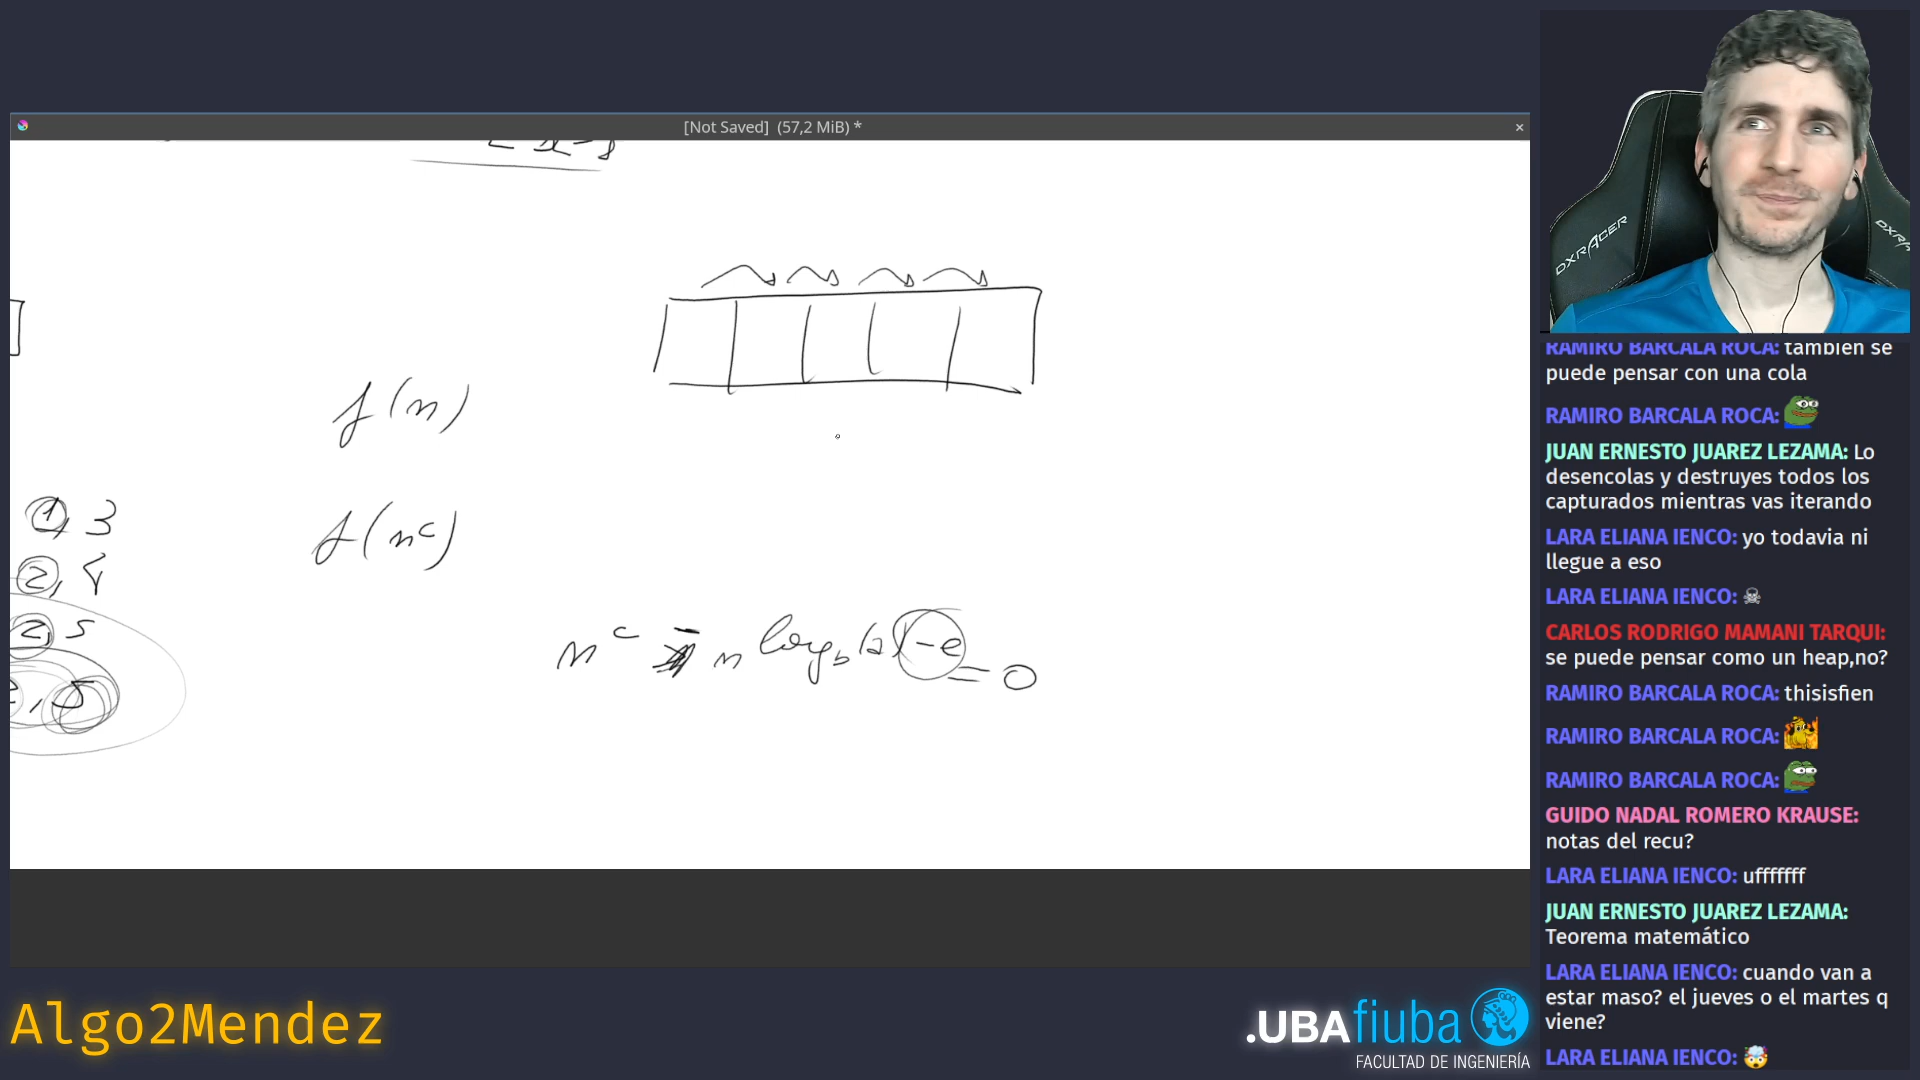 [Not Saved] (57,2 MiB) *
×
f(n)
f(n^c)
n^c = n log_b(a) - e = 0
1, 3
2, 4
2, 5
, 5
DXRACER
DXRA
RAMIRO BARCALA ROCA: tambien se
puede pensar con una cola
RAMIRO BARCALA ROCA:
JUAN ERNESTO JUAREZ LEZAMA: Lo
desencolas y destruyes todos los
capturados mientras vas iterando
LARA ELIANA IENCO: yo todavia ni
llegue a eso
LARA ELIANA IENCO: ☠
CARLOS RODRIGO MAMANI TARQUI:
se puede pensar como un heap,no?
RAMIRO BARCALA ROCA: thisisfien
RAMIRO BARCALA ROCA:
RAMIRO BARCALA ROCA:
GUIDO NADAL ROMERO KRAUSE:
notas del recu?
LARA ELIANA IENCO: ufffffff
JUAN ERNESTO JUAREZ LEZAMA:
Teorema matemático
LARA ELIANA IENCO: cuando van a
estar maso? el jueves o el martes q
viene?
LARA ELIANA IENCO: 🤯
Algo2Mendez
.UBAfiuba
FACULTAD DE INGENIERÍA